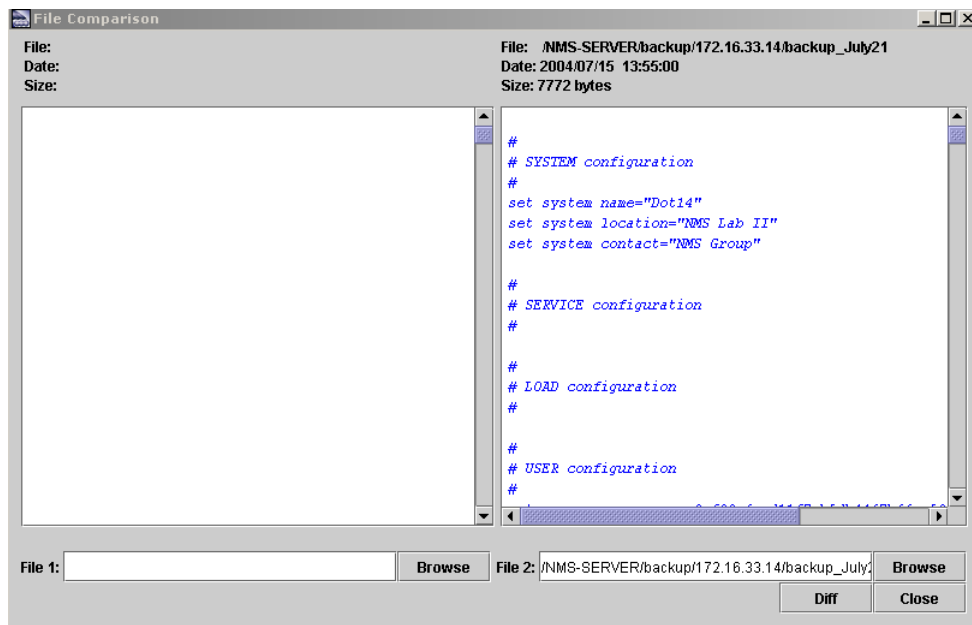 File Comparison
File:
Date:
Size:
File: /NMS-SERVER/backup/172.16.33.14/backup_July21
Date: 2004/07/15 13:55:00
Size: 7772 bytes
#
# SYSTEM configuration
#
set system name="Dot14"
set system location="NMS Lab II"
set system contact="NMS Group"
#
# SERVICE configuration
#
#
# LOAD configuration
#
#
# USER configuration
#
File 1:
Browse
File 2: /NMS-SERVER/backup/172.16.33.14/backup_July2
Browse
Diff
Close